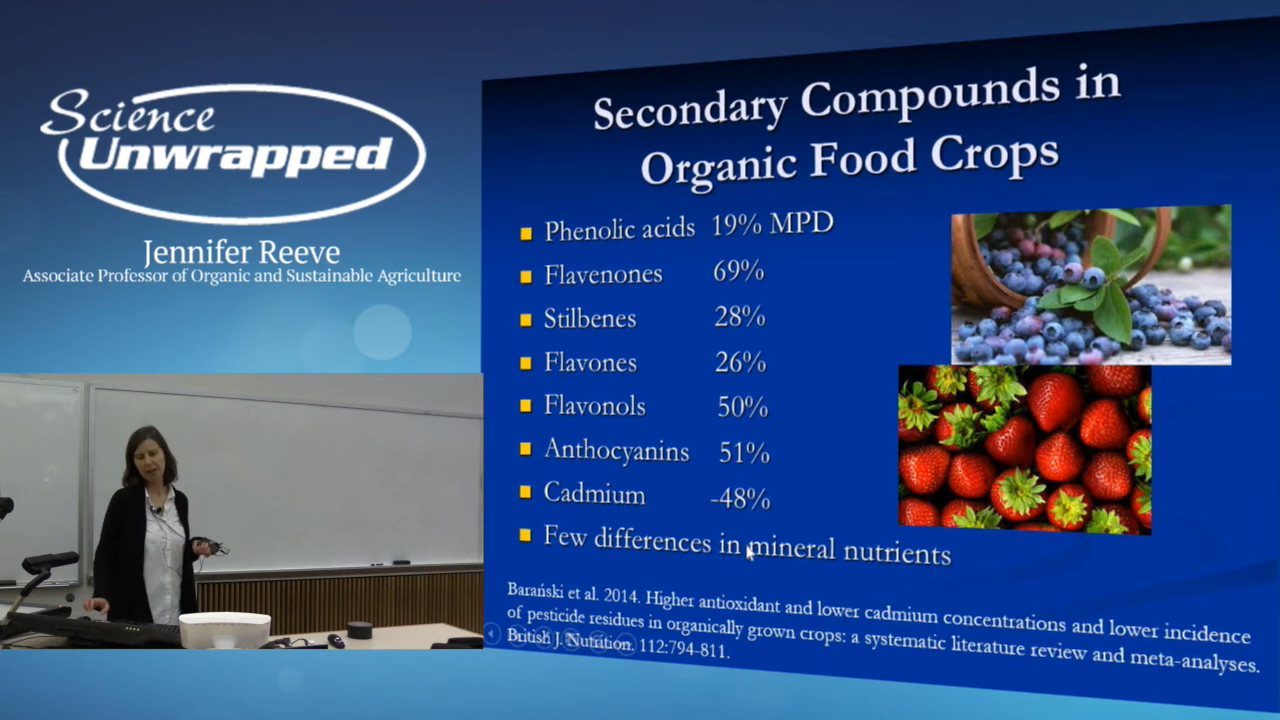 Science
Unwrapped
Jennifer Reeve
Associate Professor of Organic and Sustainable Agriculture
Secondary Compounds in
Organic Food Crops
Phenolic acids 19% MPD
Flavenones 69%
Stilbenes 28%
Flavones 26%
Flavonols 50%
Anthocyanins 51%
Cadmium -48%
Few differences in mineral nutrients
Barański et al. 2014. Higher antioxidant and lower cadmium concentrations and lower incidence
of pesticide residues in organically grown crops: a systematic literature review and meta-analyses.
British J. Nutrition. 112:794-811.